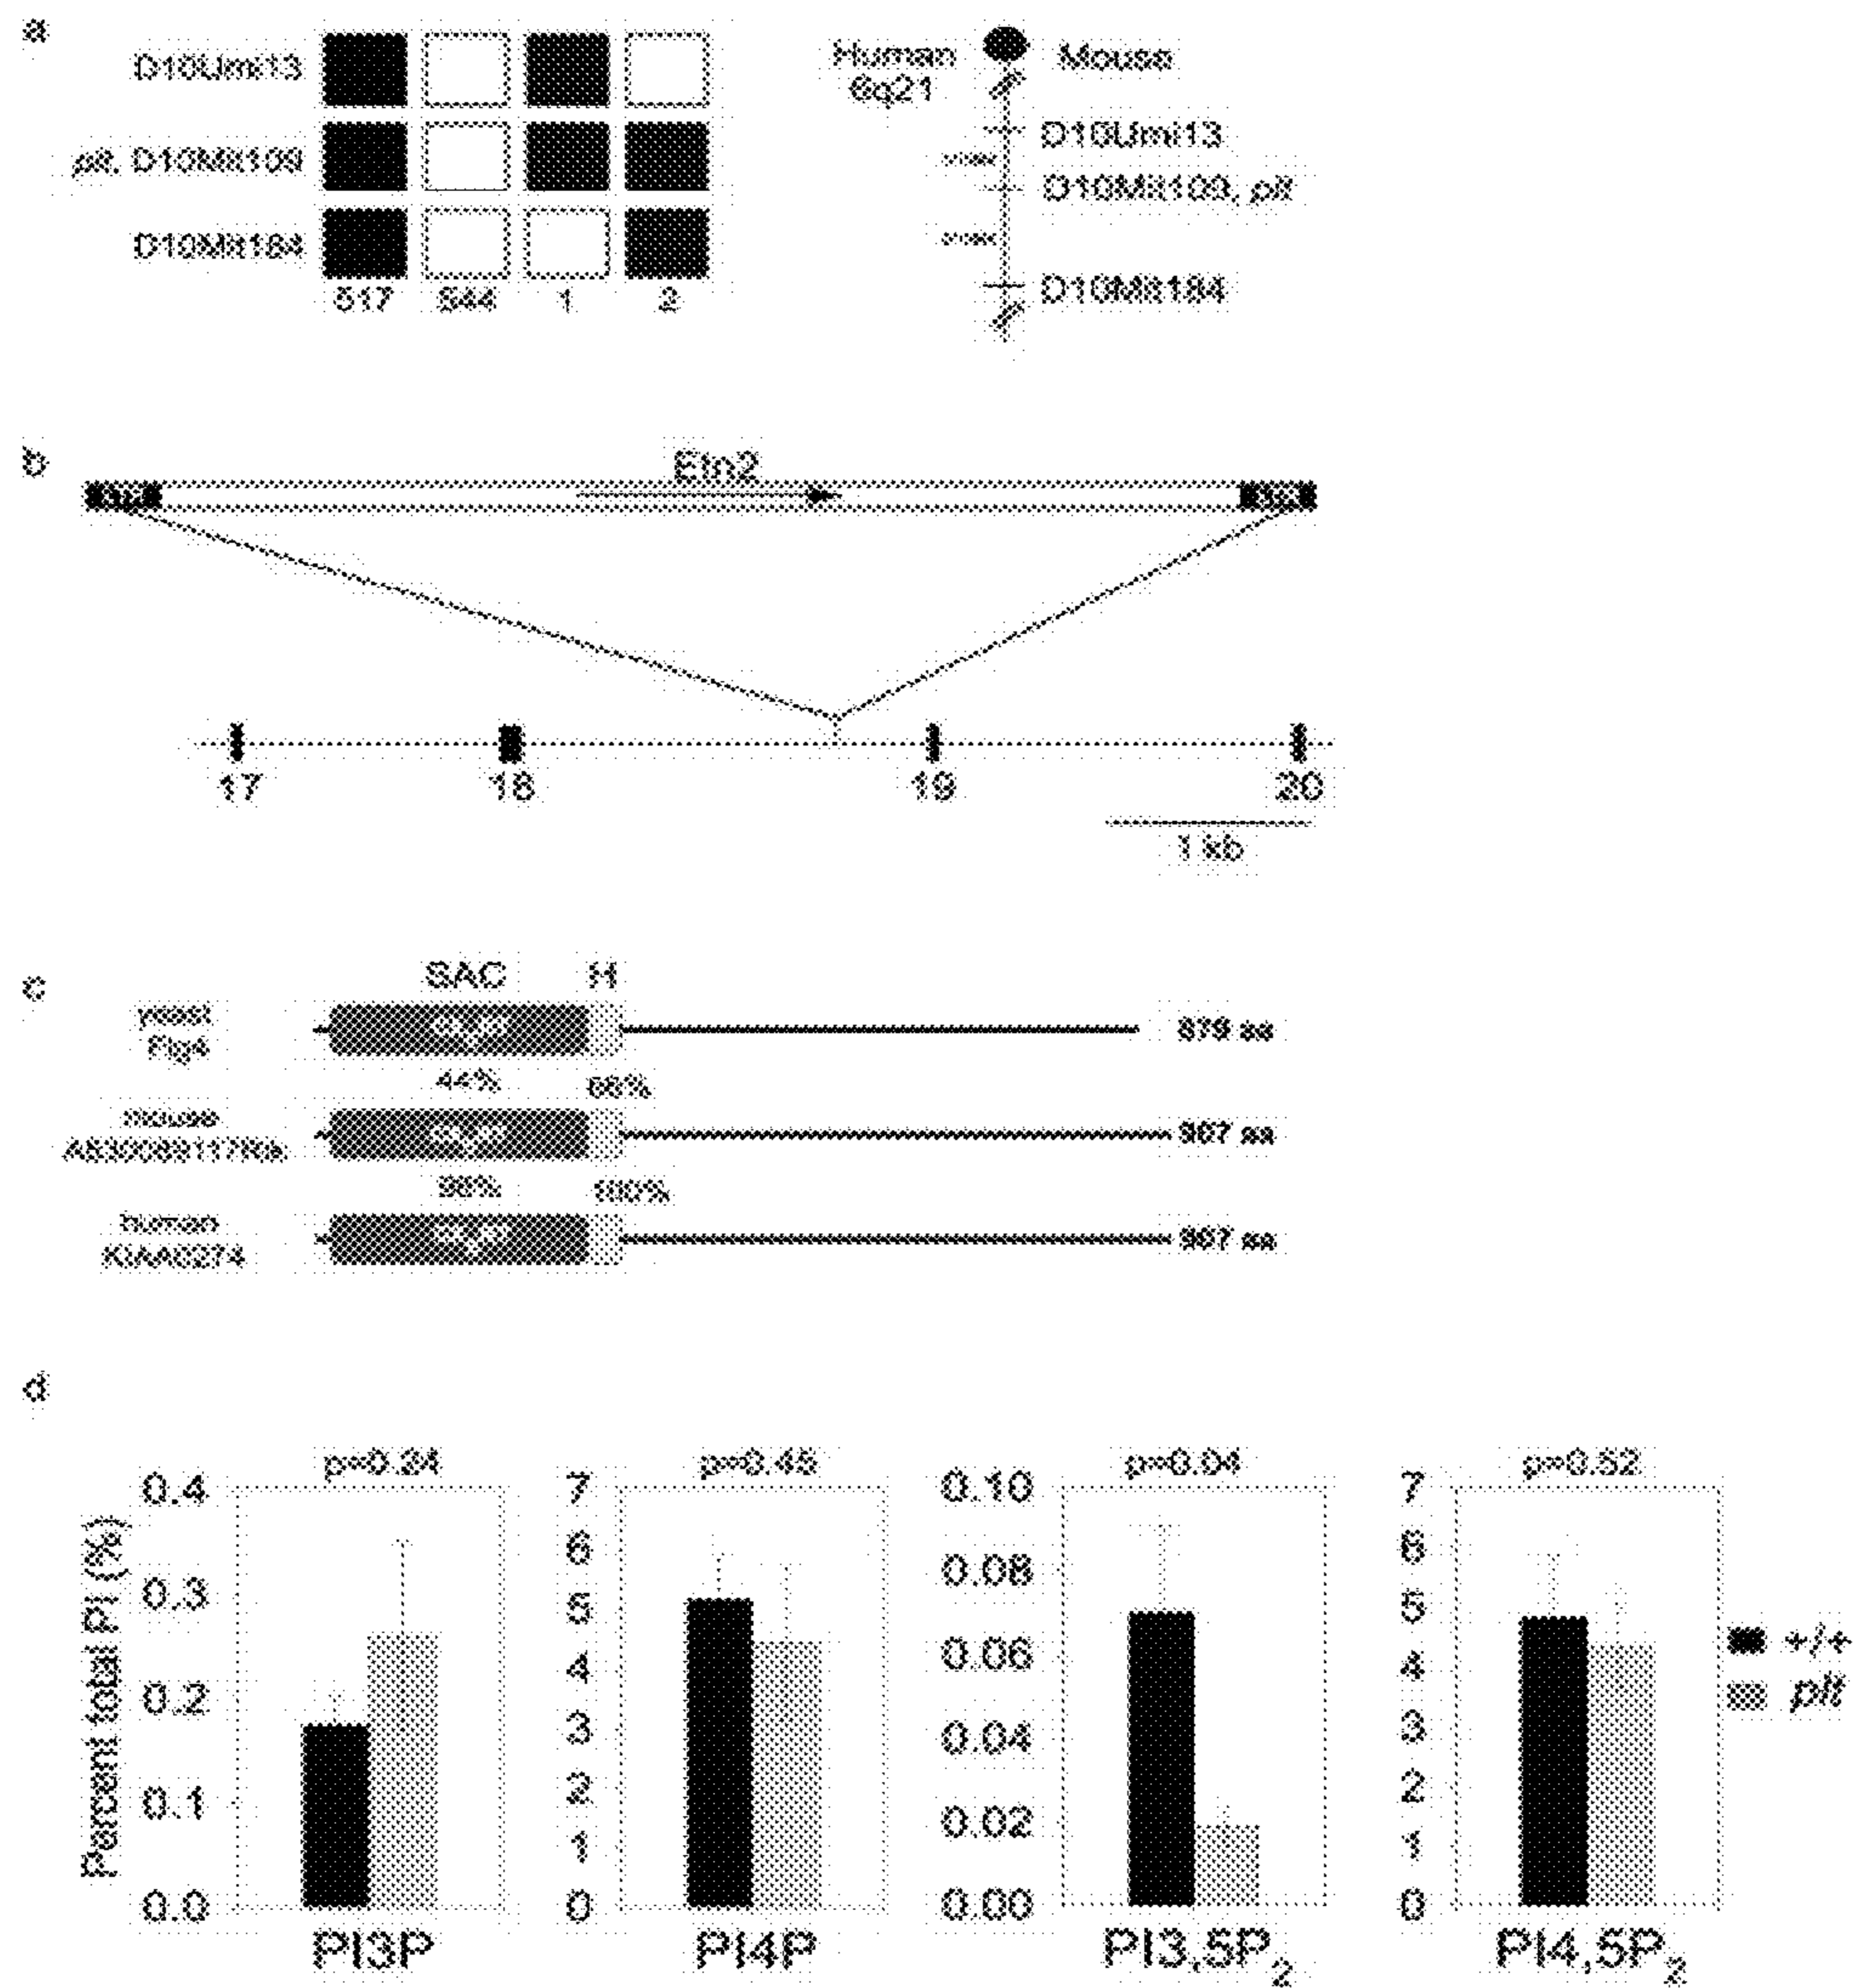 a
D10Umi13
plt, D10Mit109
D10Mit184
517 544 1 2
Human
6q21
Mouse
D10Umi13
D10Mit109, plt
D10Mit184
b
Etn2
17 18 19 20
1 kb
c
SAC H
yeast
Fig4
879 aa
44%
mouse
907 aa
98% 100%
human
KIAA0274
907 aa
d
Percent total PI (%)
p=0.24
0.4
0.3
0.2
0.1
0.0
PI3P
p=0.45
7
6
5
4
3
2
1
0
PI4P
p=0.04
0.10
0.08
0.06
0.04
0.02
0.00
PI3,5P2
p=0.52
7
6
5
4
3
2
1
0
PI4,5P2
+/+
plt